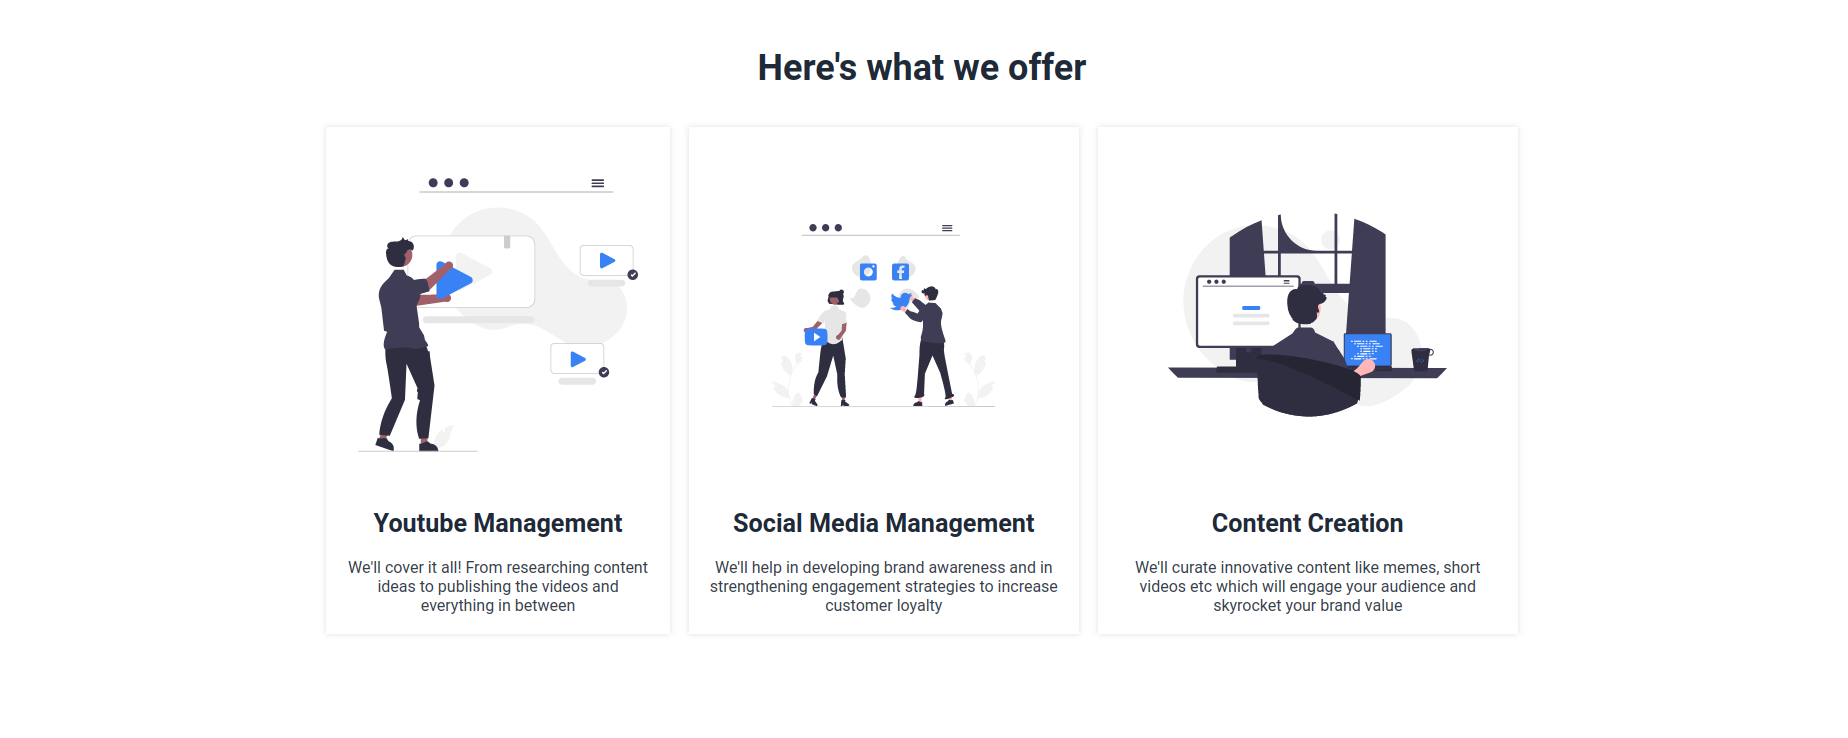 Here's what we offer
Youtube Management
We'll cover it all! From researching content
ideas to publishing the videos and
everything in between
Social Media Management
We'll help in developing brand awareness and in
strengthening engagement strategies to increase
customer loyalty
Content Creation
We'll curate innovative content like memes, short
videos etc which will engage your audience and
skyrocket your brand value